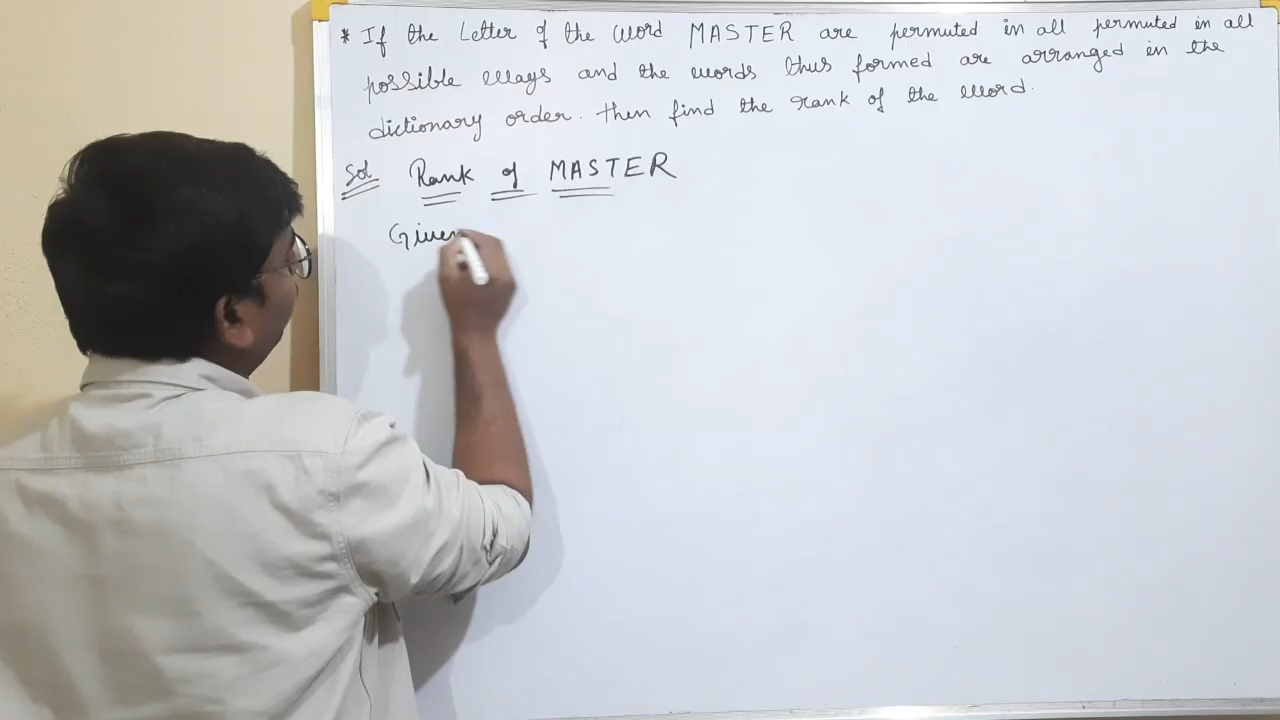 * If the Letter of the Word MASTER are permuted in all permuted in all
possible ways and the words thus formed are arranged in the
dictionary order. then find the rank of the word.
Sol Rank of MASTER
Given